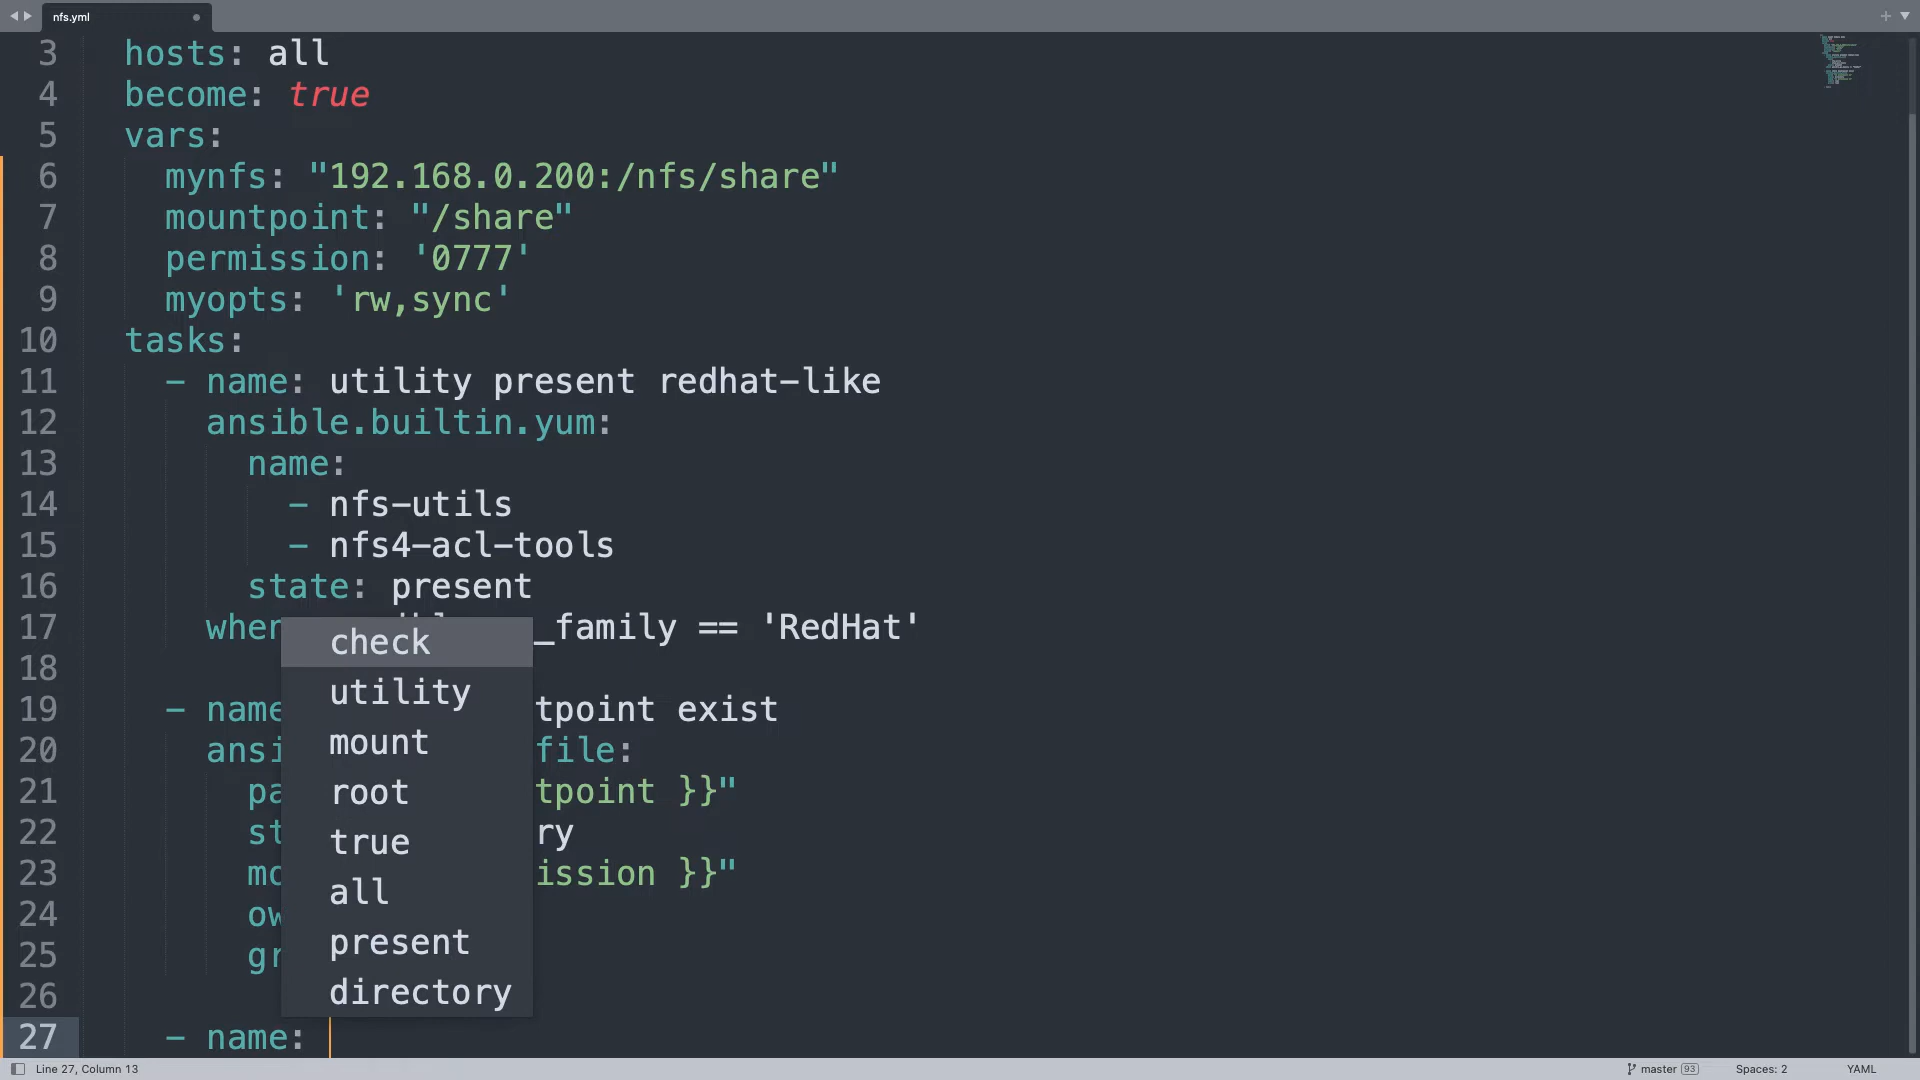 nfs.yml
3 hosts: all
4 become: true
5 vars:
6 mynfs: "192.168.0.200:/nfs/share"
7 mountpoint: "/share"
8 permission: '0777'
9 myopts: 'rw,sync'
10 tasks:
11 - name: utility present redhat-like
12 ansible.builtin.yum:
13 name:
14 - nfs-utils
15 - nfs4-acl-tools
16 state: present
17 when _family == 'RedHat'
18
19 - name tpoint exist
20 ansi file:
21 pa tpoint }}"
22 st ry
23 mo ission }}"
24 ow
25 gr
26
27 - name:
check
utility
mount
root
true
all
present
directory
Line 27, Column 13
master 93
Spaces: 2
YAML